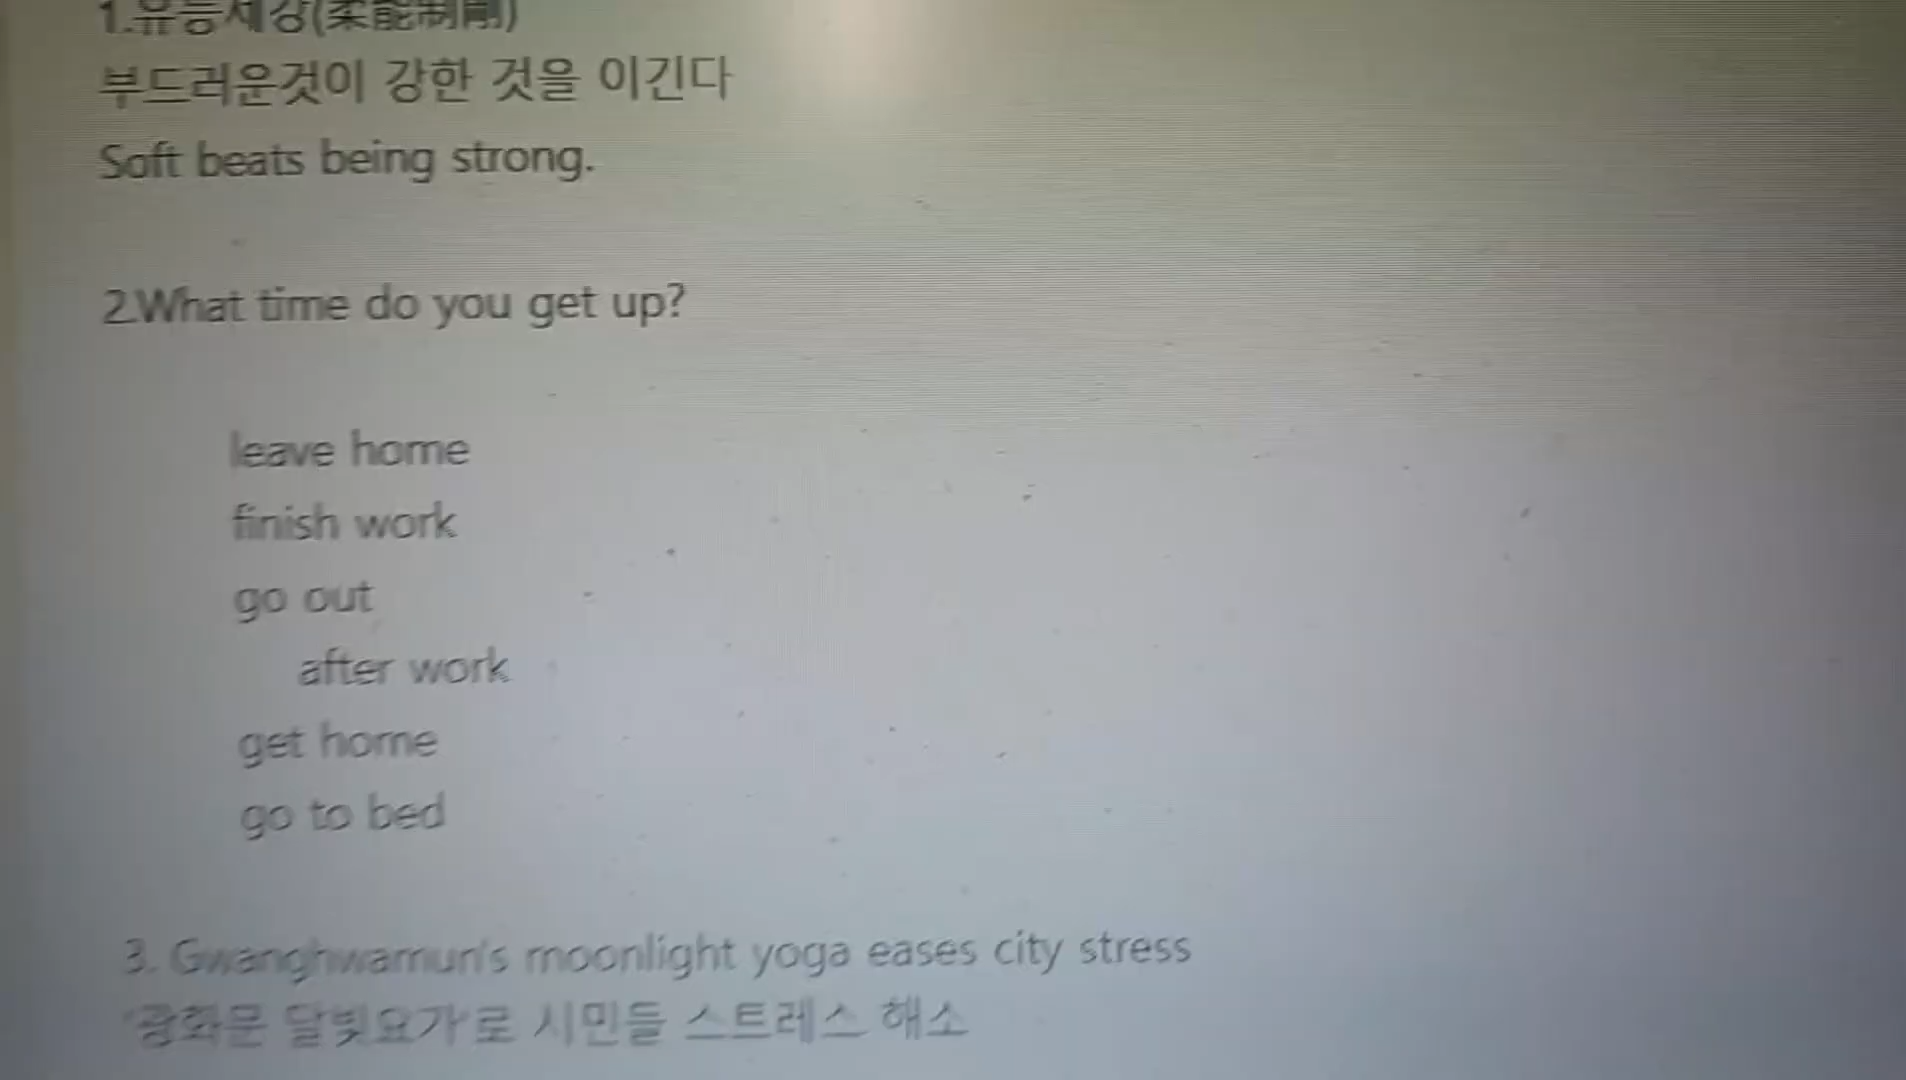 1.유능제강(柔能制剛)
부드러운것이 강한 것을 이긴다
Soft beats being strong.
2.What time do you get up?
leave home
finish work
go out
after work
get home
go to bed
3. Gwanghwamun's moonlight yoga eases city stress
'광화문 달빛요가'로 시민들 스트레스 해소